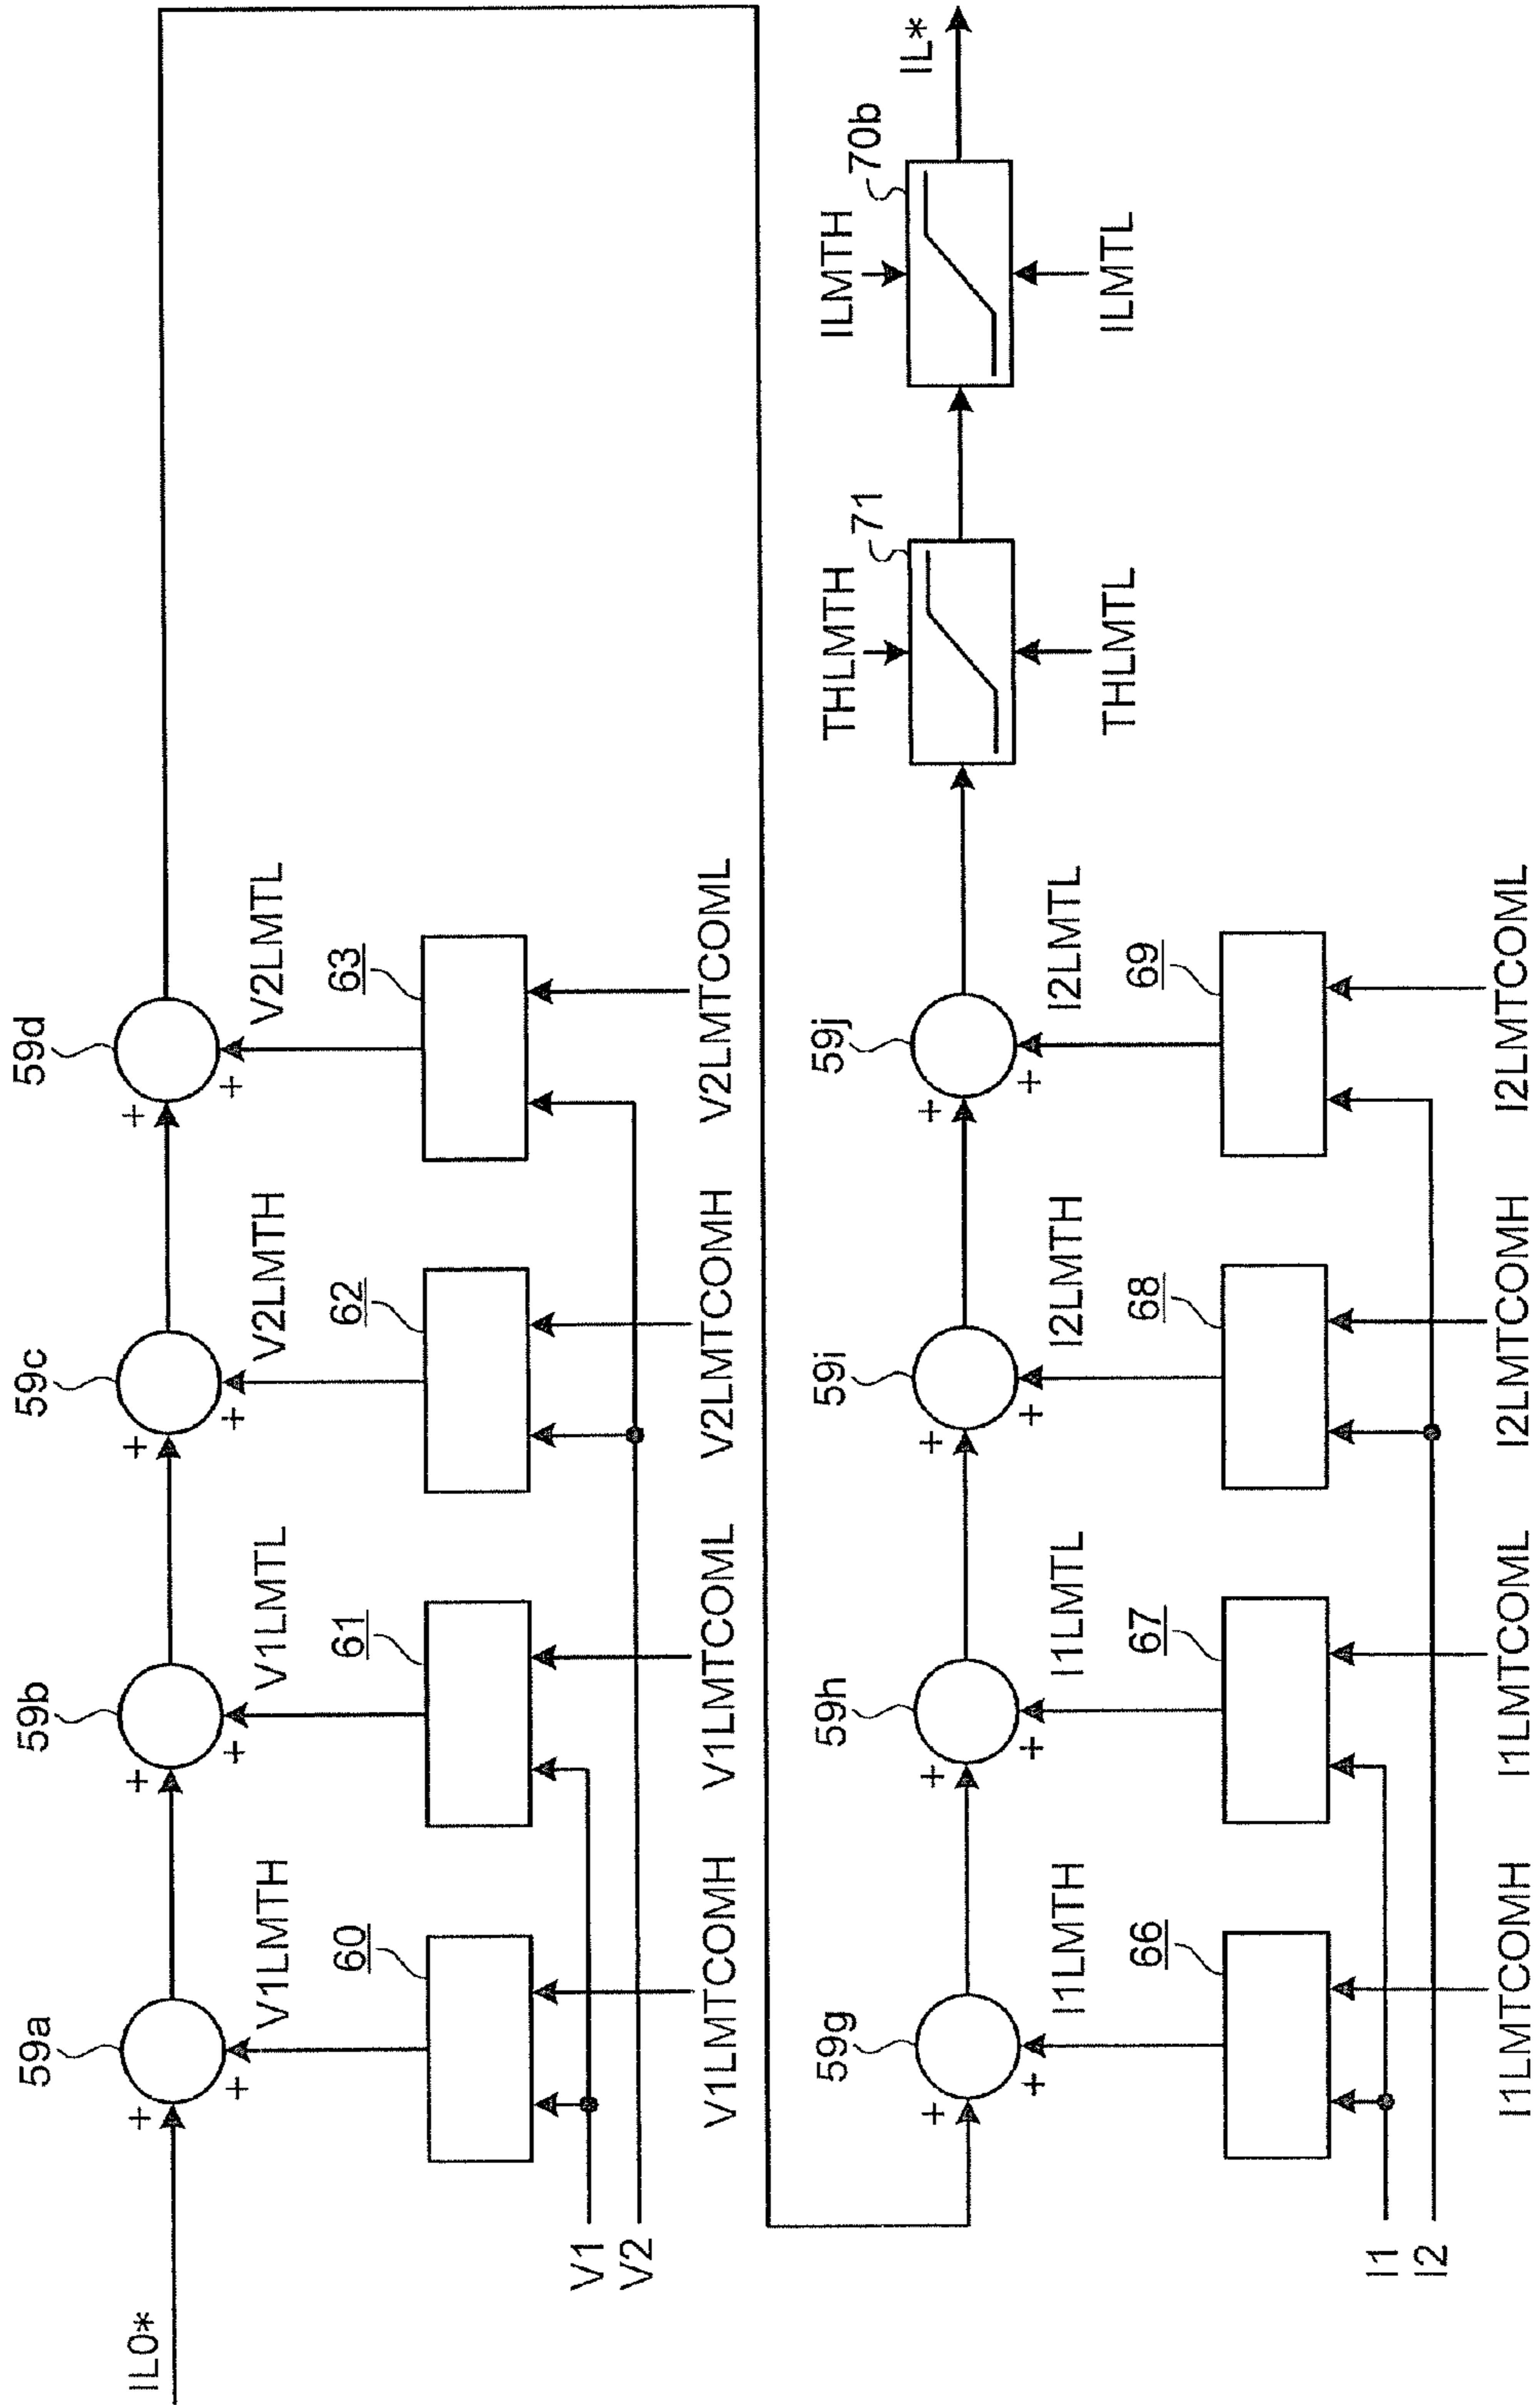 IL0*
59a
59b
59c
59d
+
+
+
+
+
+
+
+
V1LMTH
V1LMTL
V2LMTH
V2LMTL
60
61
62
63
V1
V2
V1LMTCOMH
V1LMTCOML
V2LMTCOMH
V2LMTCOML
59g
59h
59i
59j
+
+
+
+
+
+
+
+
I1LMTH
I1LMTL
I2LMTH
I2LMTL
66
67
68
69
I1
I2
I1LMTCOMH
I1LMTCOML
I2LMTCOMH
I2LMTCOML
THLMTH
71
THLMTL
ILMTH
70b
ILMTL
IL*